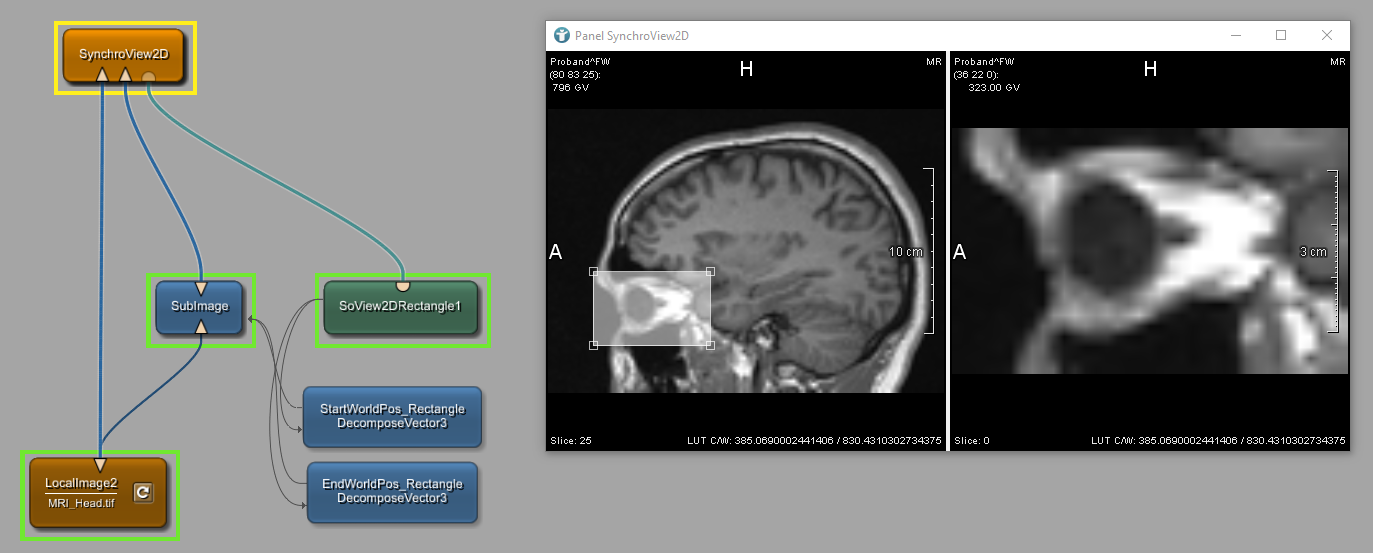 SynchroView2D
SubImage
SoView2DRectangle1
StartWorldPos_Rectangle
DecomposeVector3
EndWorldPos_Rectangle
DecomposeVector3
LocalImage2
MRI_Head.tif
Panel SynchroView2D
Proband^FW
(80 83 25):
796 GV
H
MR
A
10 cm
Slice: 25
LUT C/W: 385.0690002441406 / 830.4310302734375
Proband^FW
(36 22 0):
323.00 GV
H
MR
A
3 cm
Slice: 0
LUT C/W: 385.0690002441406 / 830.4310302734375